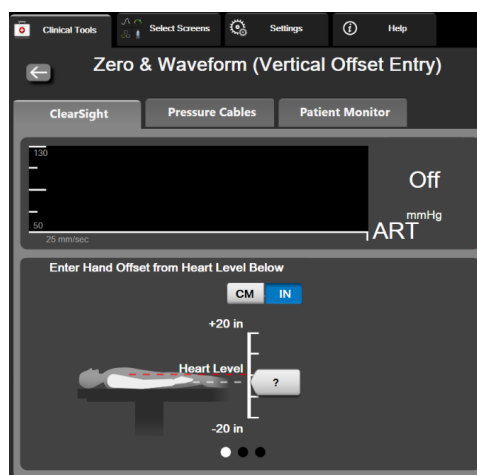 Clinical Tools
Select Screens
Settings
Help
Zero & Waveform (Vertical Offset Entry)
ClearSight
Pressure Cables
Patient Monitor
130
50
25 mm/sec
Off
mmHg
ART
Enter Hand Offset from Heart Level Below
CM IN
+20 in
Heart Level
?
-20 in